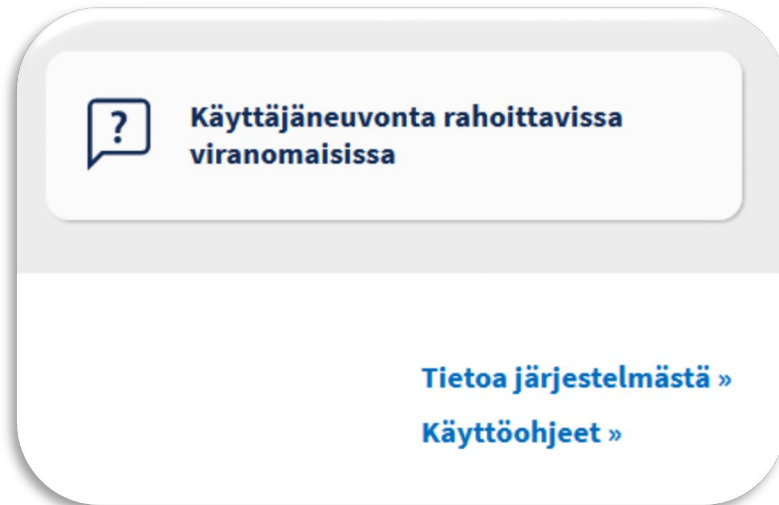 ?
Käyttäjäneuvonta rahoittavissa
viranomaisissa
Tietoa järjestelmästä »
Käyttöohjeet »